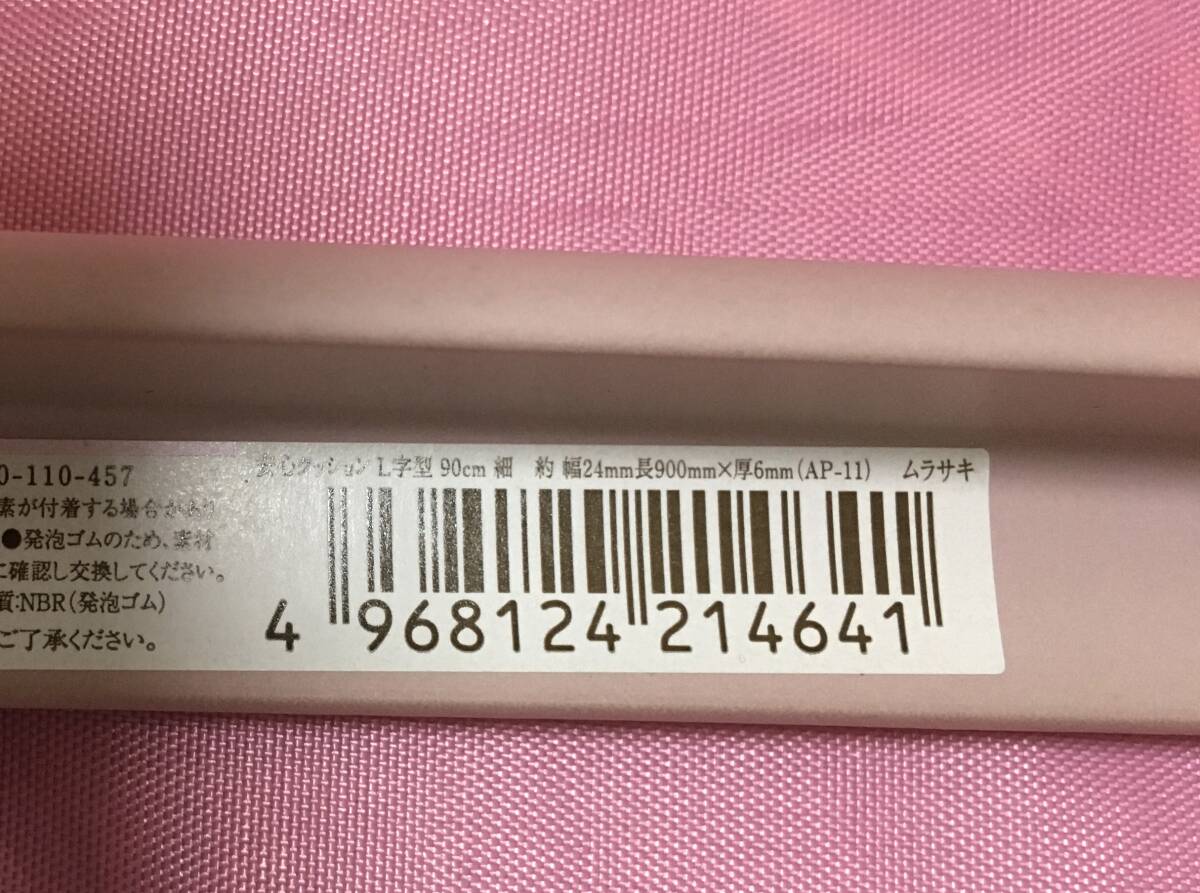 0-110-457
素が付着する場合があり
●発泡ゴムのため、素材
に確認し交換してください。
質:NBR(発泡ゴム)
ご了承ください。
安心クッション L字型 90cm 細 約 幅24mm長900mm×厚6mm(AP-11) ムラサキ
4 968124 214641